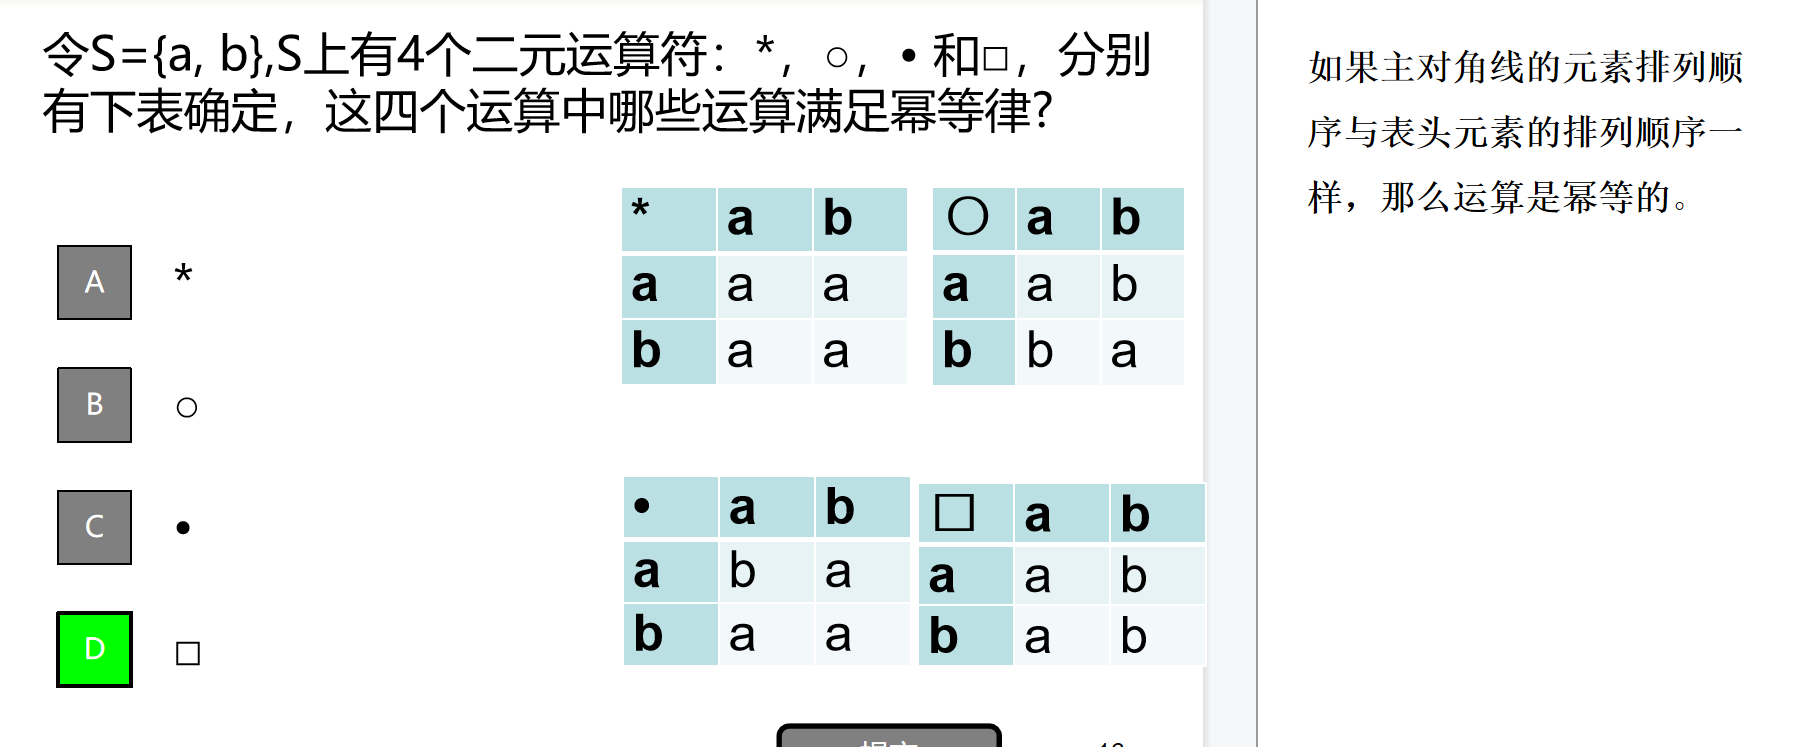 令S={a, b},S上有4个二元运算符：*，○，• 和□，分别
有下表确定，这四个运算中哪些运算满足幂等律?
A *
B ○
C •
D □
* a b
a a a
b a a
○ a b
a a b
b b a
• a b
a b a
b a a
□ a b
a a b
b a b
如果主对角线的元素排列顺
序与表头元素的排列顺序一
样，那么运算是幂等的。